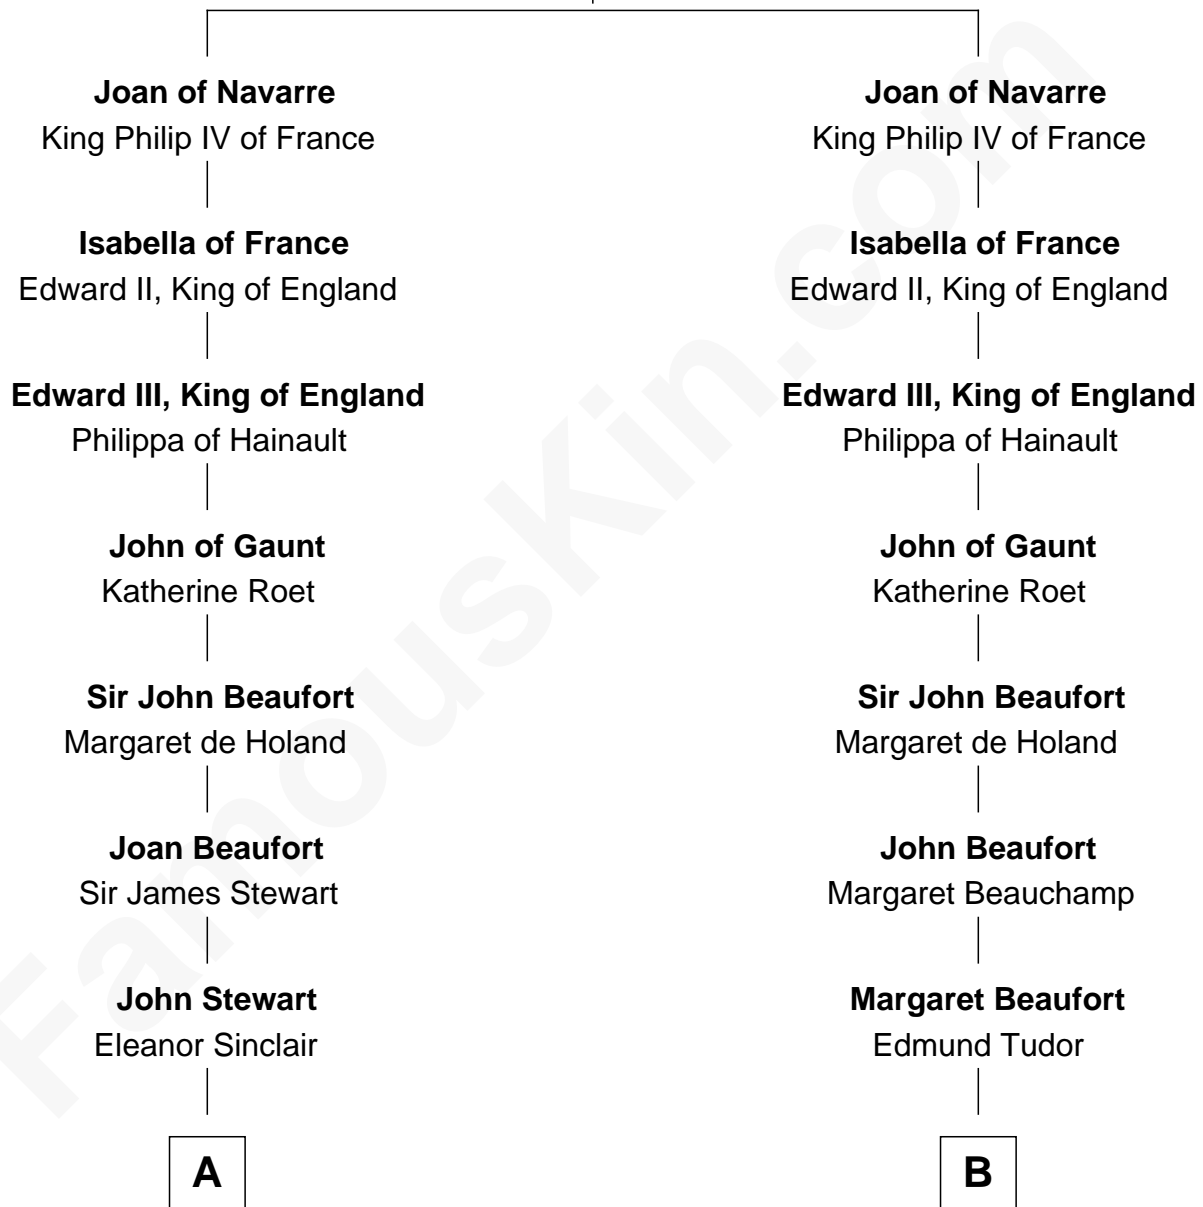 Joan of Navarre
King Philip IV of France
Isabella of France
Edward II, King of England
Edward III, King of England
Philippa of Hainault
John of Gaunt
Katherine Roet
Sir John Beaufort
Margaret de Holand
Joan Beaufort
Sir James Stewart
John Stewart
Eleanor Sinclair
A
Joan of Navarre
King Philip IV of France
Isabella of France
Edward II, King of England
Edward III, King of England
Philippa of Hainault
John of Gaunt
Katherine Roet
Sir John Beaufort
Margaret de Holand
John Beaufort
Margaret Beauchamp
Margaret Beaufort
Edmund Tudor
B
FamousKin.com